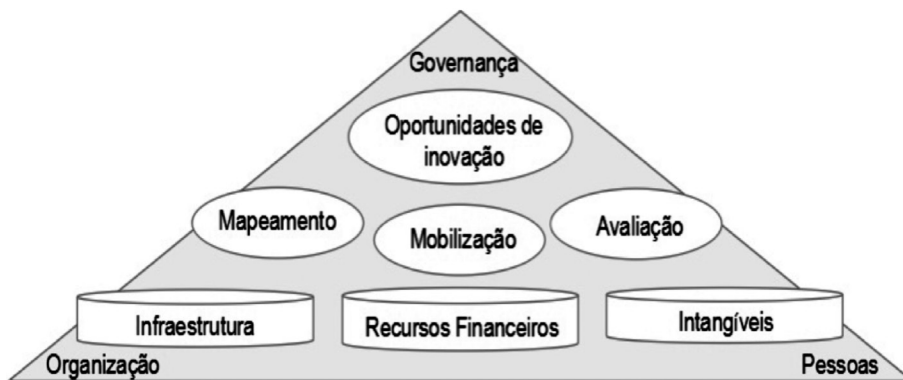 Governança
Oportunidades de
inovação
Mapeamento
Mobilização
Avaliação
Infraestrutura
Recursos Financeiros
Intangíveis
Organização
Pessoas